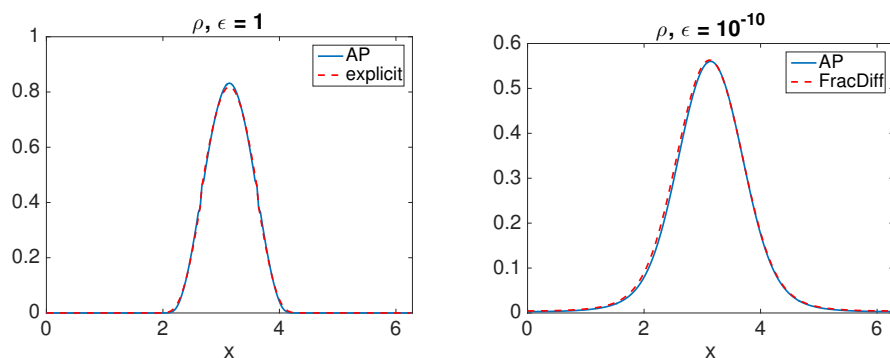 ρ, ϵ = 1
1
0.8
0.6
0.4
0.2
0
0 2 4 6
x
AP
explicit
ρ, ϵ = 10^-10
0.6
0.5
0.4
0.3
0.2
0.1
0
0 2 4 6
x
AP
FracDiff